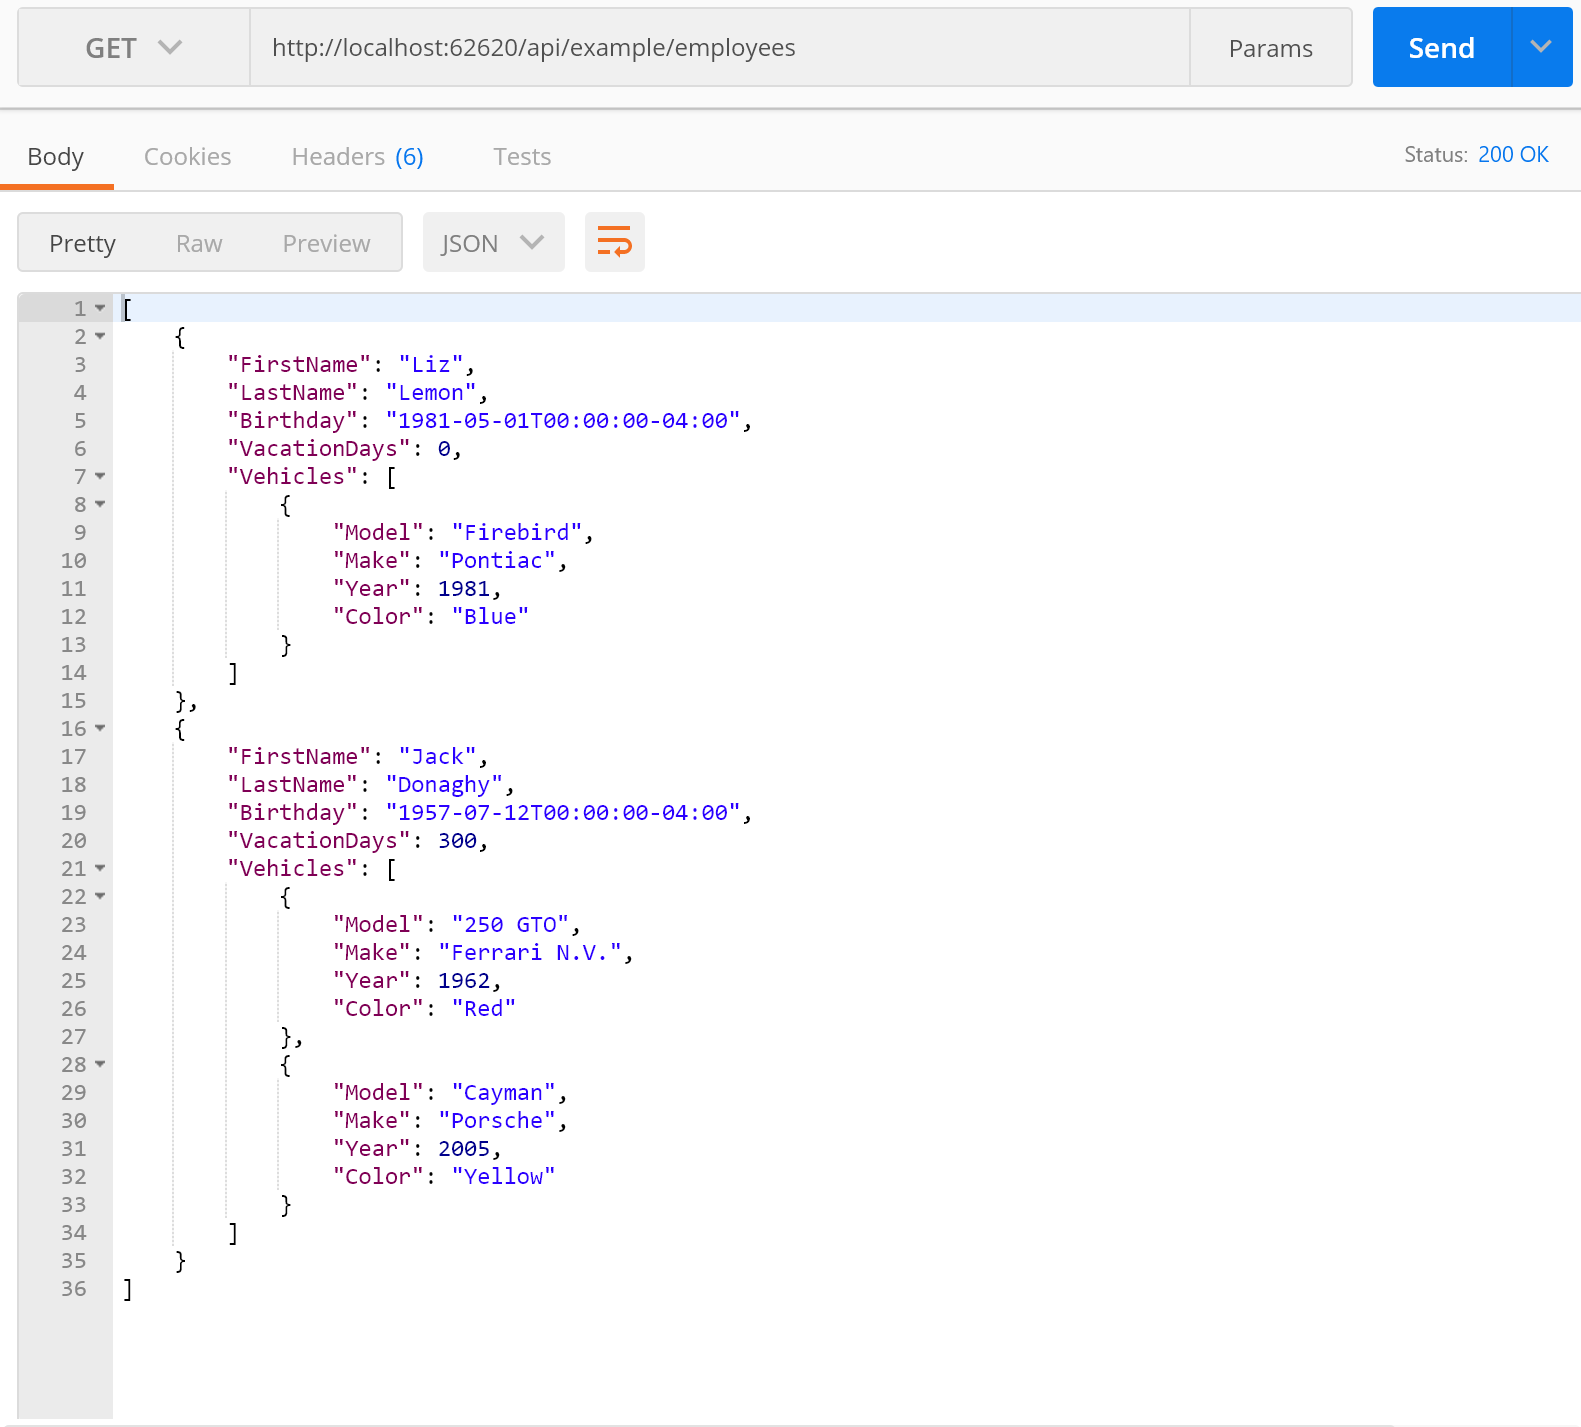 GET http://localhost:62620/api/example/employees Params Send
Body Cookies Headers (6) Tests Status: 200 OK
Pretty Raw Preview JSON
1 [
2 {
3 "FirstName": "Liz",
4 "LastName": "Lemon",
5 "Birthday": "1981-05-01T00:00:00-04:00",
6 "VacationDays": 0,
7 "Vehicles": [
8 {
9 "Model": "Firebird",
10 "Make": "Pontiac",
11 "Year": 1981,
12 "Color": "Blue"
13 }
14 ]
15 },
16 {
17 "FirstName": "Jack",
18 "LastName": "Donaghy",
19 "Birthday": "1957-07-12T00:00:00-04:00",
20 "VacationDays": 300,
21 "Vehicles": [
22 {
23 "Model": "250 GTO",
24 "Make": "Ferrari N.V.",
25 "Year": 1962,
26 "Color": "Red"
27 },
28 {
29 "Model": "Cayman",
30 "Make": "Porsche",
31 "Year": 2005,
32 "Color": "Yellow"
33 }
34 ]
35 }
36 ]